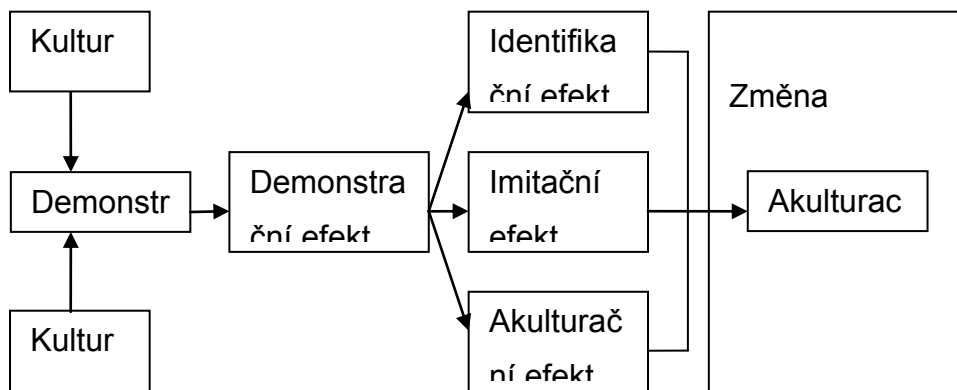 Kultur
Demonstr
Kultur
Demonstra
ční efekt
Identifika
ční efekt
Imitační
efekt
Akulturač
ní efekt
Změna
Akulturac